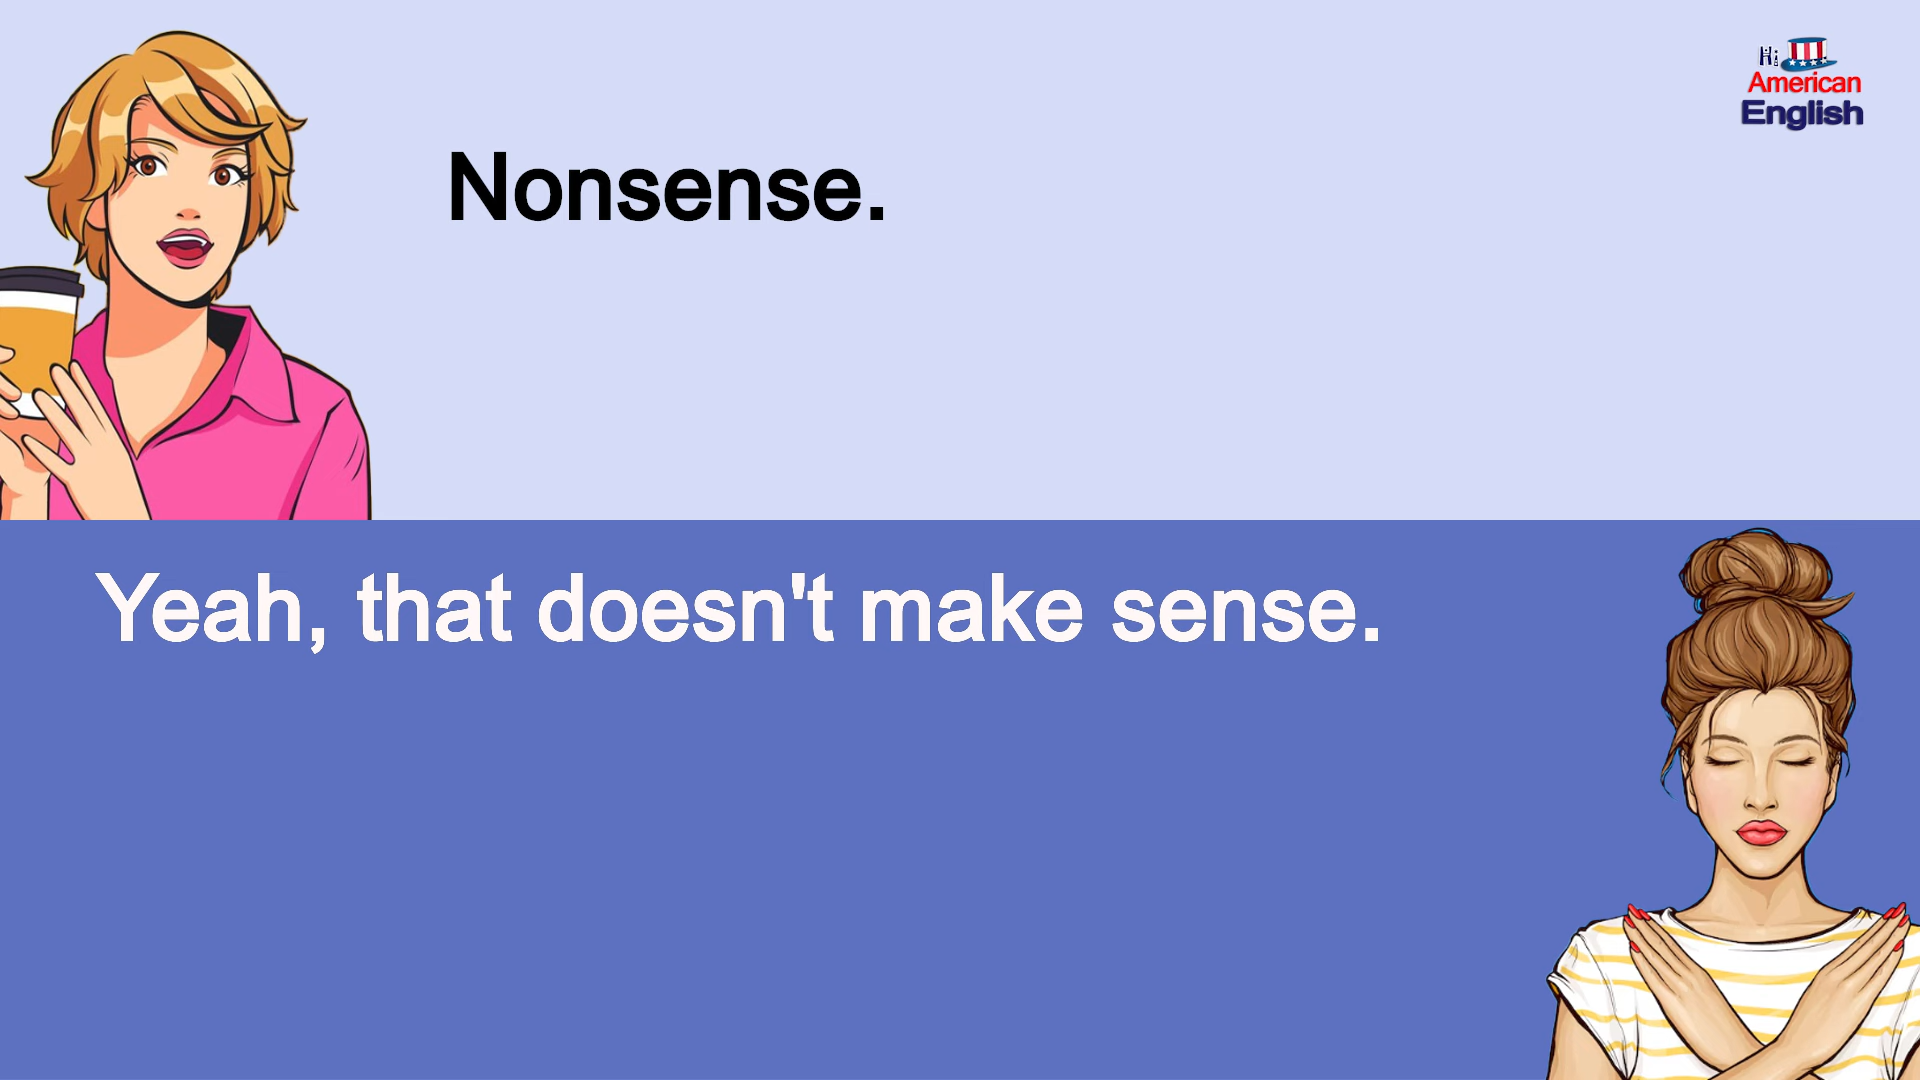 Hi
American
English
Nonsense.
Yeah, that doesn't make sense.